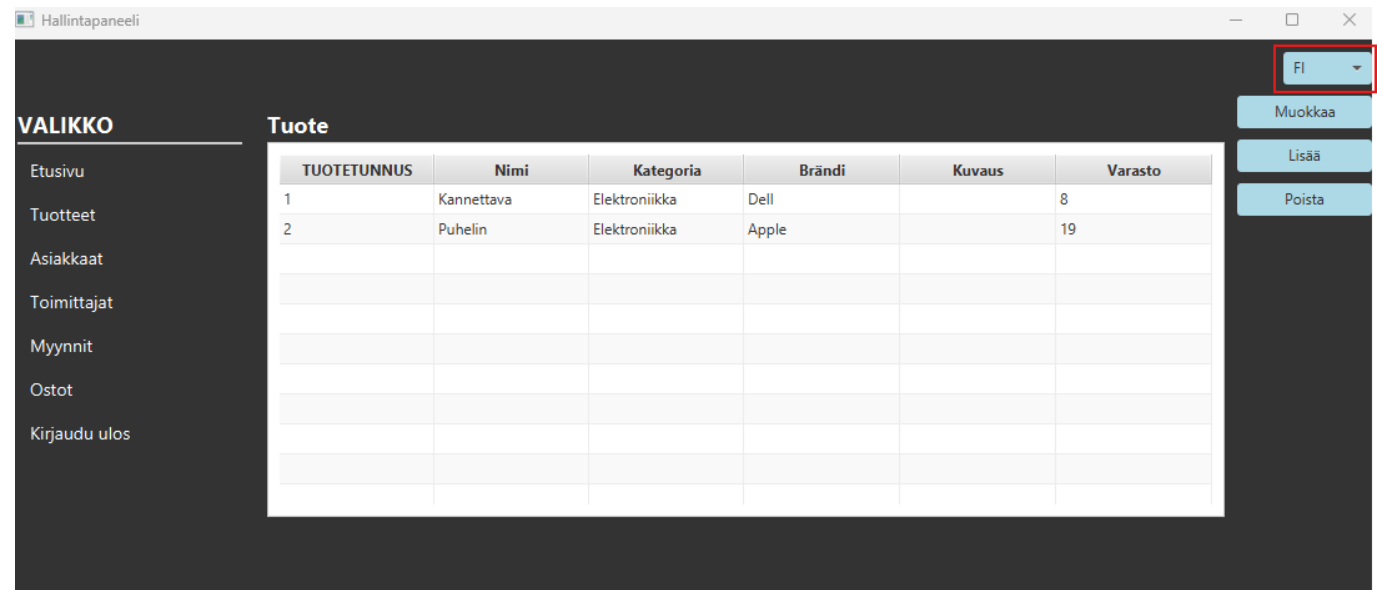 Hallintapaneeli
FI
VALIKKO
Etusivu
Tuotteet
Asiakkaat
Toimittajat
Myynnit
Ostot
Kirjaudu ulos
Tuote
TUOTETUNNUS Nimi Kategoria Brändi Kuvaus Varasto
1 Kannettava Elektroniikka Dell 8
2 Puhelin Elektroniikka Apple 19
Muokkaa
Lisää
Poista